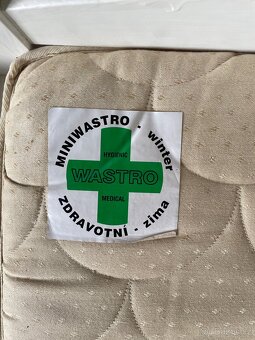 MINIWASTRO - winter
HYGIENIC
WASTRO
MEDICAL
ZDRAVOTNÍ - zima